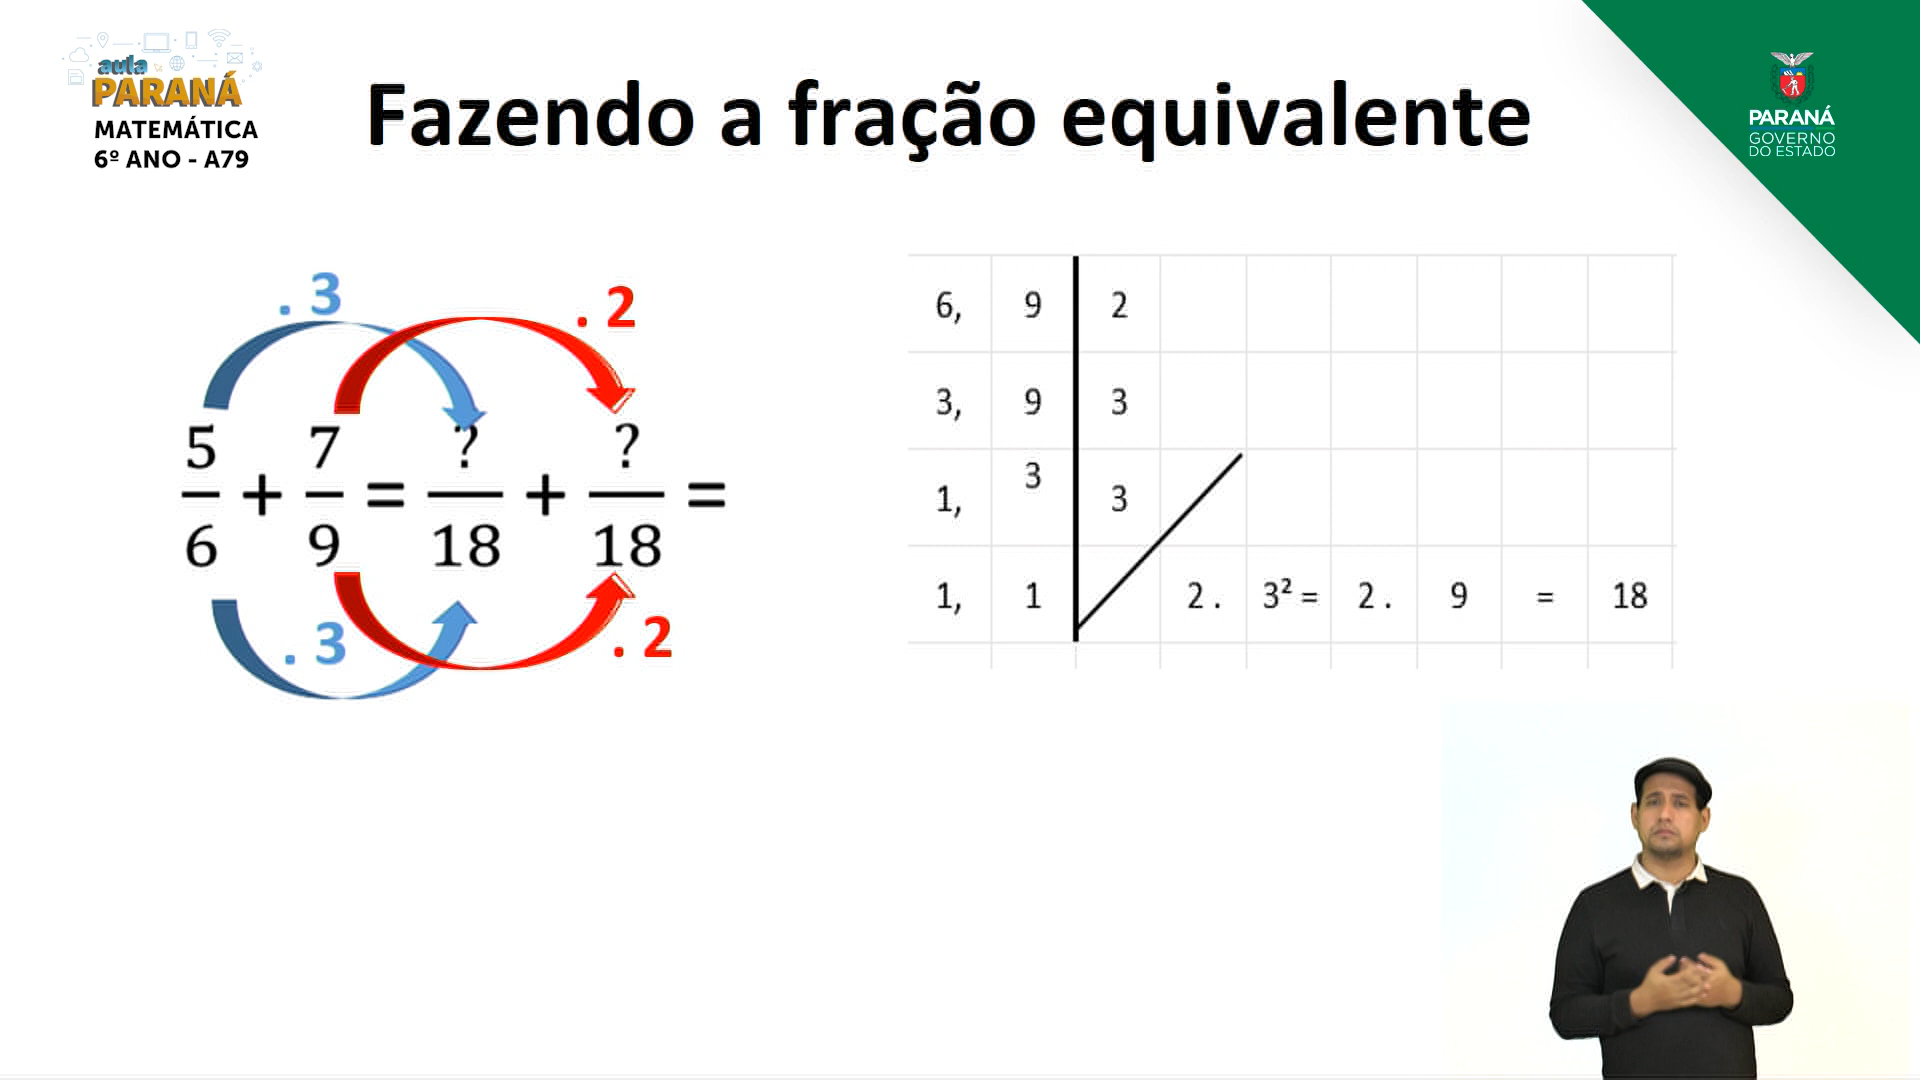 aula
PARANÁ
MATEMÁTICA
6º ANO - A79
Fazendo a fração equivalente
PARANÁ
GOVERNO
DO ESTADO
. 3
. 2
5/6 + 7/9 = ?/18 + ?/18 =
. 3
. 2
6, 9 2
3, 9 3
1, 3 3
1, 1 2 . 3² = 2 . 9 = 18